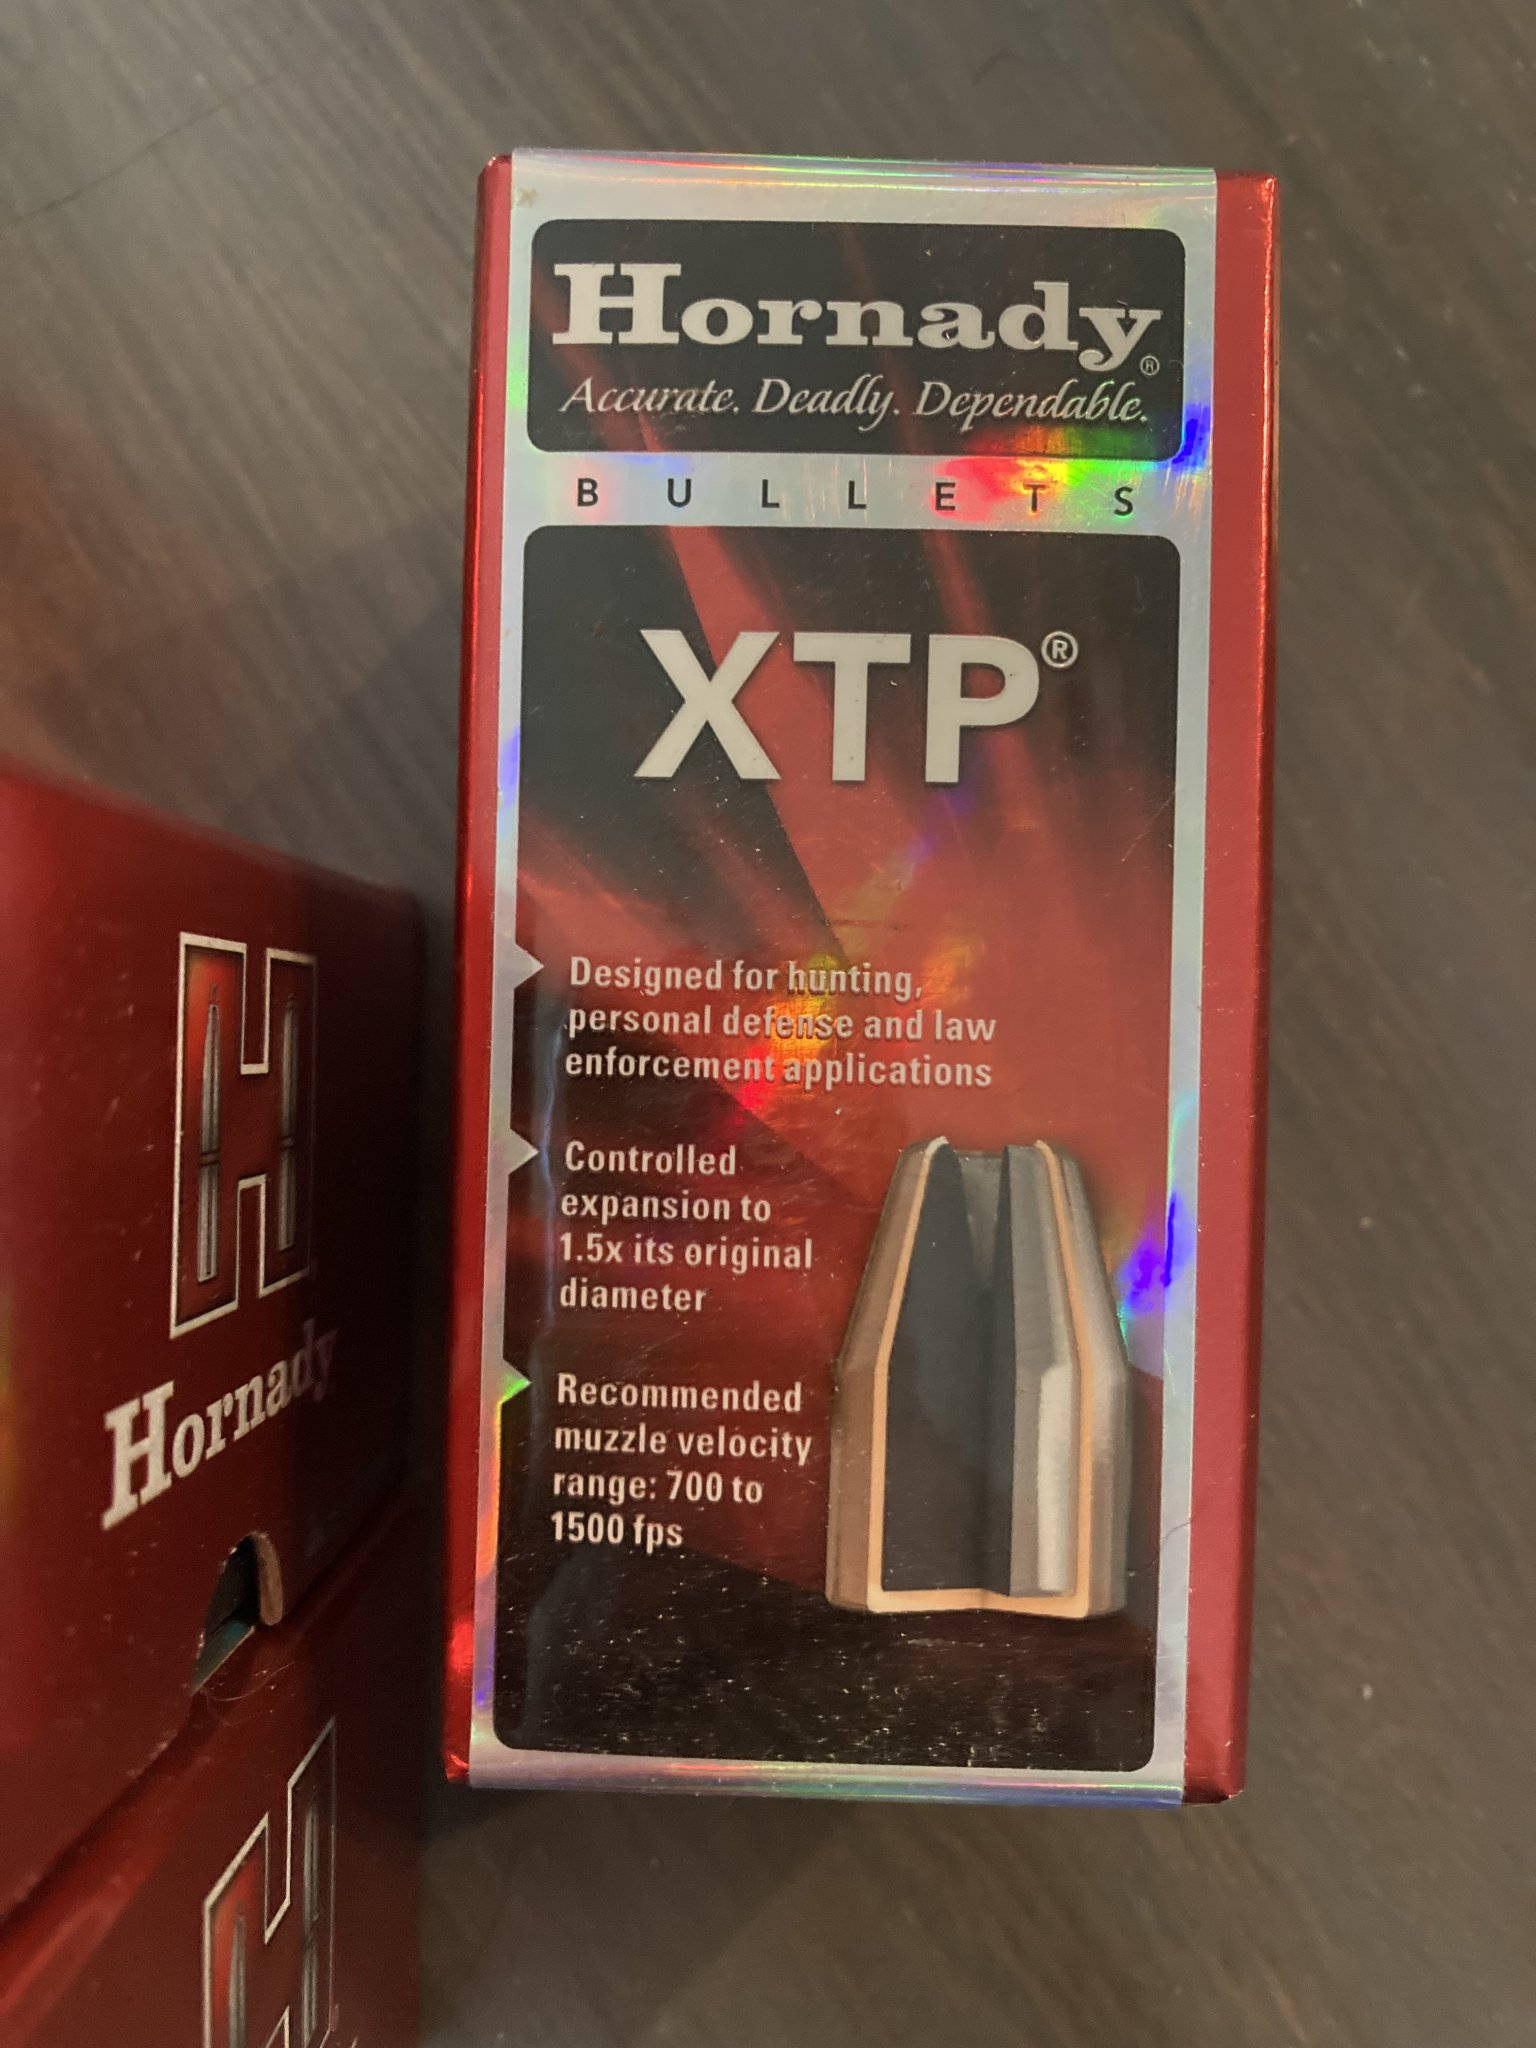 Hornady®
Accurate. Deadly. Dependable.
BULLETS
XTP®
Designed for hunting,
personal defense and law
enforcement applications
Controlled
expansion to
1.5x its original
diameter
Recommended
muzzle velocity
range: 700 to
1500 fps
H
Hornady
H